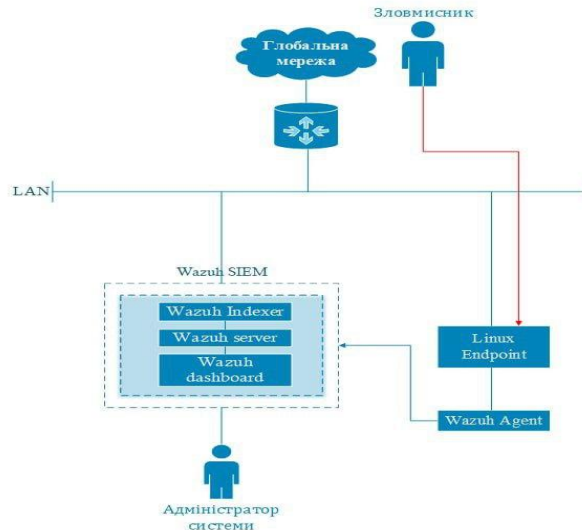 Зловмисник
Глобальна
мережа
LAN
Wazuh SIEM
Wazuh Indexer
Wazuh server
Wazuh
dashboard
Linux
Endpoint
Wazuh Agent
Адміністратор
системи